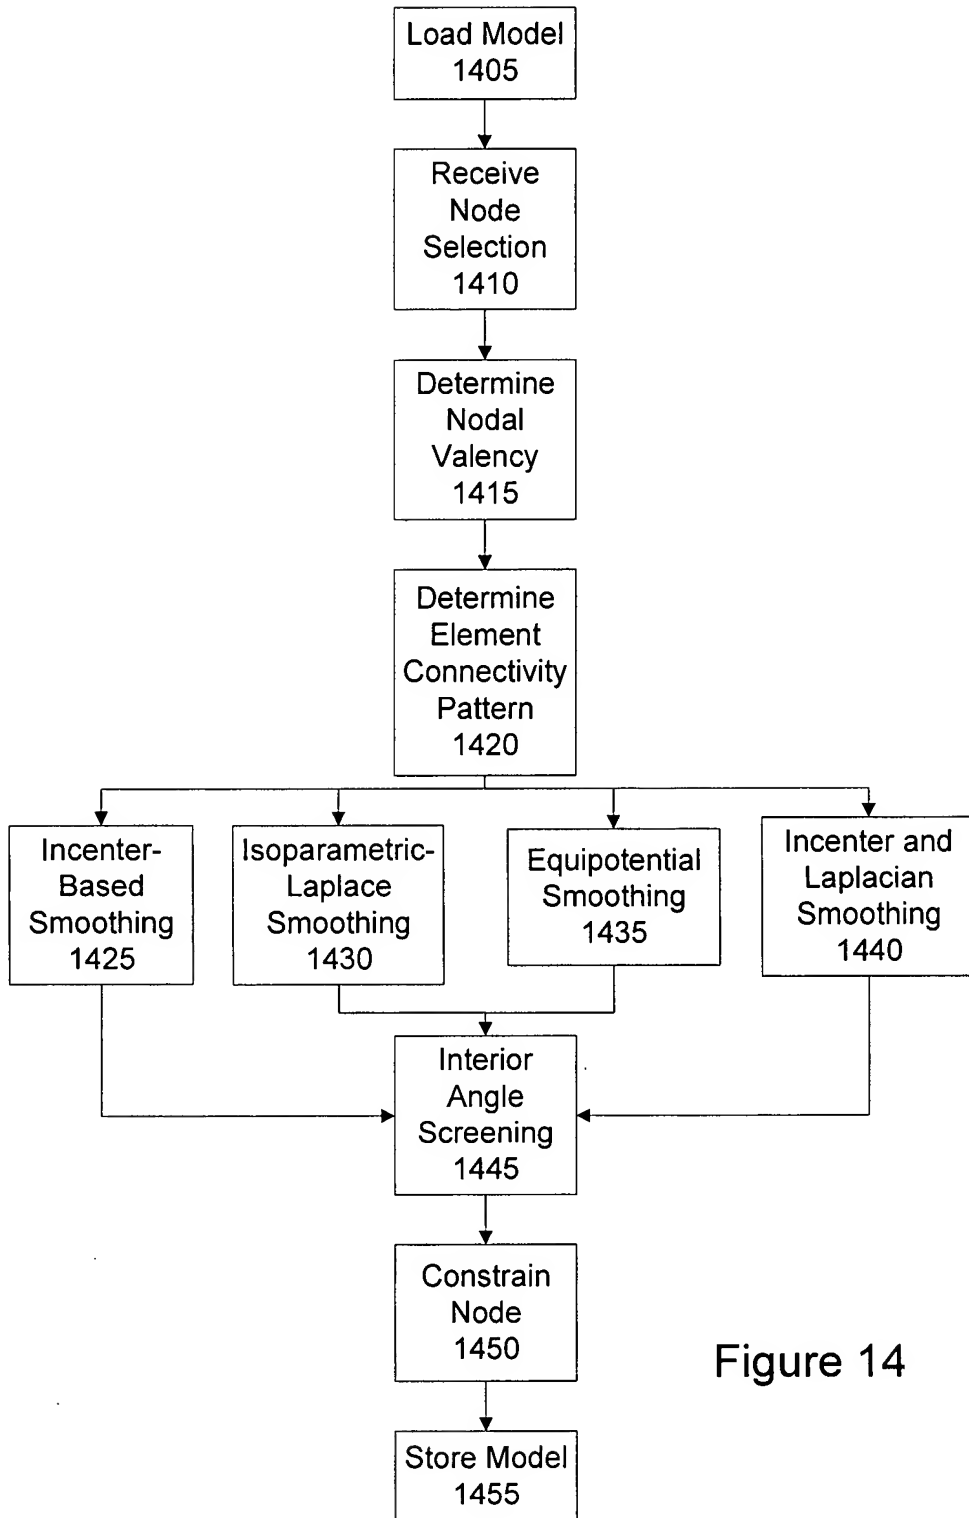 Load Model
1405
Receive
Node
Selection
1410
Determine
Nodal
Valency
1415
Determine
Element
Connectivity
Pattern
1420
Incenter-
Based
Smoothing
1425
Isoparametric-
Laplace
Smoothing
1430
Equipotential
Smoothing
1435
Incenter and
Laplacian
Smoothing
1440
Interior
Angle
Screening
1445
Constrain
Node
1450
Figure 14
Store Model
1455